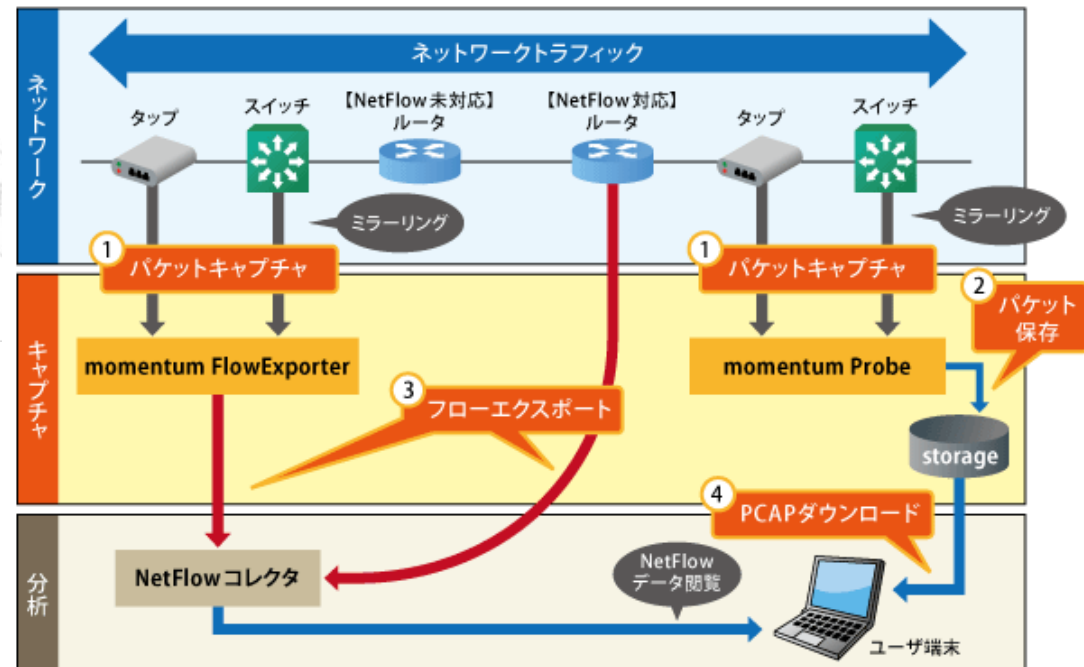 ネットワーク
ネットワークトラフィック
タップ
スイッチ
【NetFlow未対応】
ルータ
【NetFlow対応】
ルータ
タップ
スイッチ
ミラーリング
ミラーリング
① パケットキャプチャ
① パケットキャプチャ
キャプチャ
momentum FlowExporter
momentum Probe
② パケット
保存
③ フローエクスポート
storage
④ PCAPダウンロード
分析
NetFlowコレクタ
NetFlow
データ閲覧
ユーザ端末